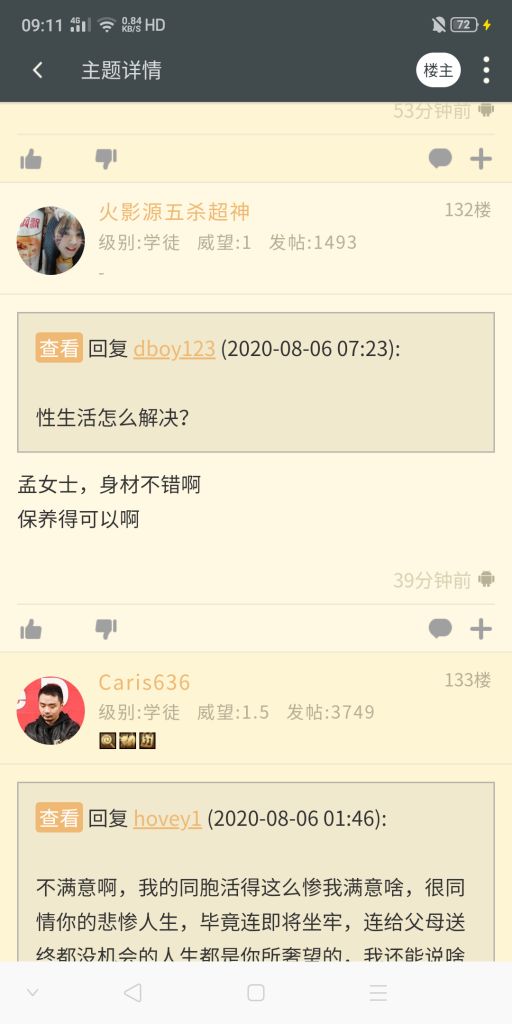 09:11 4G 0.84 KB/S HD 72
主题详情 楼主
53分钟前
火影源五杀超神 132楼
级别:学徒 威望:1 发帖:1493
-
查看 回复 dboy123 (2020-08-06 07:23):
性生活怎么解决?
孟女士，身材不错啊
保养得可以啊
39分钟前
Caris636 133楼
级别:学徒 威望:1.5 发帖:3749
查看 回复 hovey1 (2020-08-06 01:46):
不满意啊，我的同胞活得这么惨我满意啥，很同
情你的悲惨人生，毕竟连即将坐牢，连给父母送
终都没机会的人生都是你所奢望的，我还能说啥